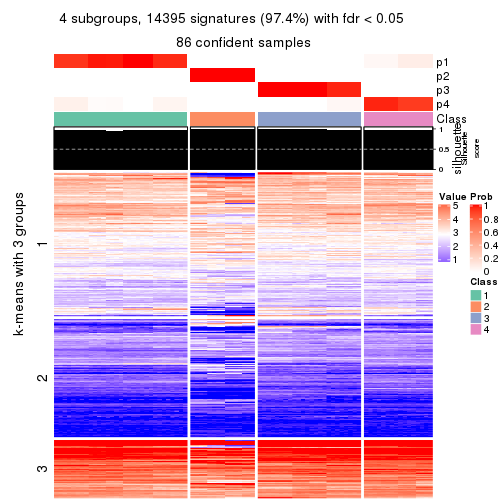 4 subgroups, 14395 signatures (97.4%) with fdr < 0.05
86 confident samples
p1
p2
p3
p4
Class
1
0.5
0
silhouette
Silhouette
score
k-means with 3 groups
1
2
3
Value
5
4
3
2
1
Prob
1
0.8
0.6
0.4
0.2
0
Class
1
2
3
4